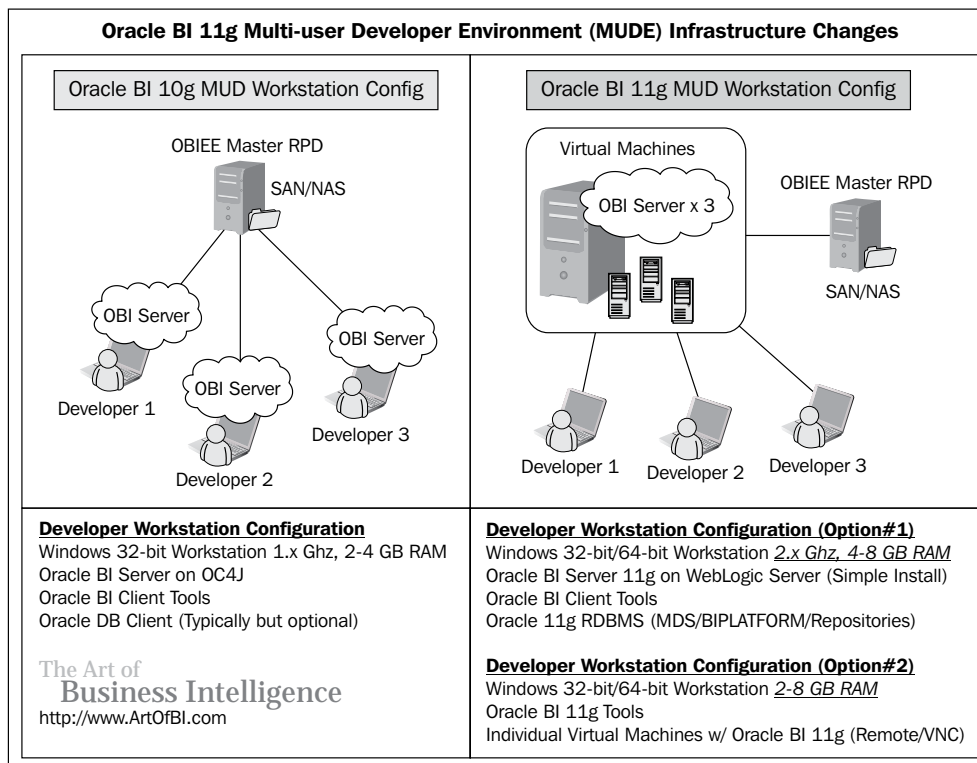 Oracle BI 11g Multi-user Developer Environment (MUDE) Infrastructure Changes
Oracle BI 10g MUD Workstation Config
OBIEE Master RPD
SAN/NAS
OBI Server
OBI Server
OBI Server
Developer 1
Developer 2
Developer 3
Oracle BI 11g MUD Workstation Config
Virtual Machines
OBI Server x 3
OBIEE Master RPD
SAN/NAS
Developer 1
Developer 2
Developer 3
Developer Workstation Configuration
Windows 32-bit Workstation 1.x Ghz, 2-4 GB RAM
Oracle BI Server on OC4J
Oracle BI Client Tools
Oracle DB Client (Typically but optional)
The Art of
Business Intelligence
http://www.ArtOfBI.com
Developer Workstation Configuration (Option#1)
Windows 32-bit/64-bit Workstation 2.x Ghz, 4-8 GB RAM
Oracle BI Server 11g on WebLogic Server (Simple Install)
Oracle BI Client Tools
Oracle 11g RDBMS (MDS/BIPLATFORM/Repositories)
Developer Workstation Configuration (Option#2)
Windows 32-bit/64-bit Workstation 2-8 GB RAM
Oracle BI 11g Tools
Individual Virtual Machines w/ Oracle BI 11g (Remote/VNC)